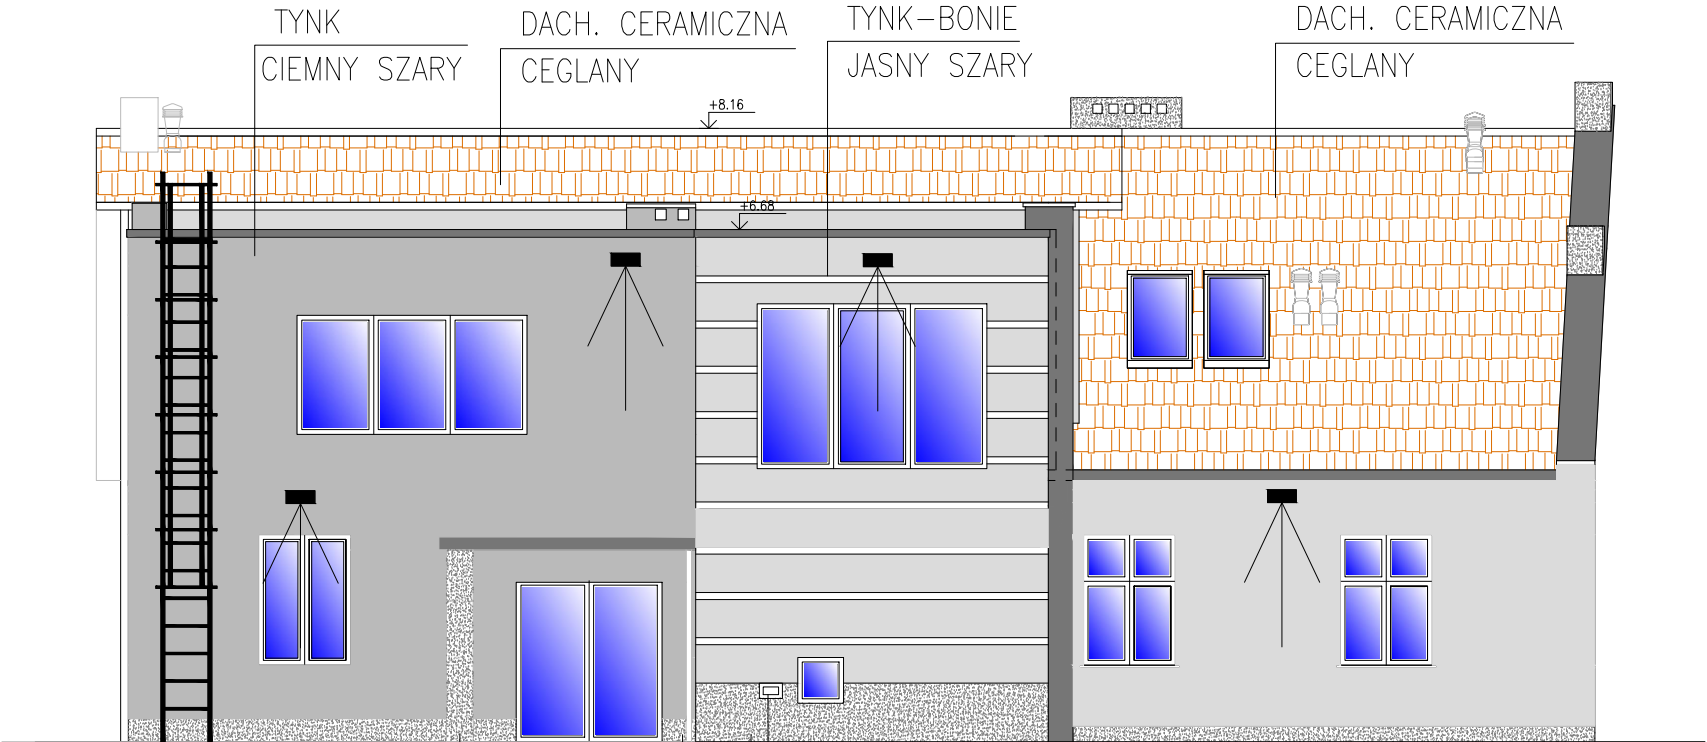 TYNK
CIEMNY SZARY
DACH. CERAMICZNA
CEGLANY
TYNK-BONIE
JASNY SZARY
DACH. CERAMICZNA
CEGLANY
+8.16
+6.68